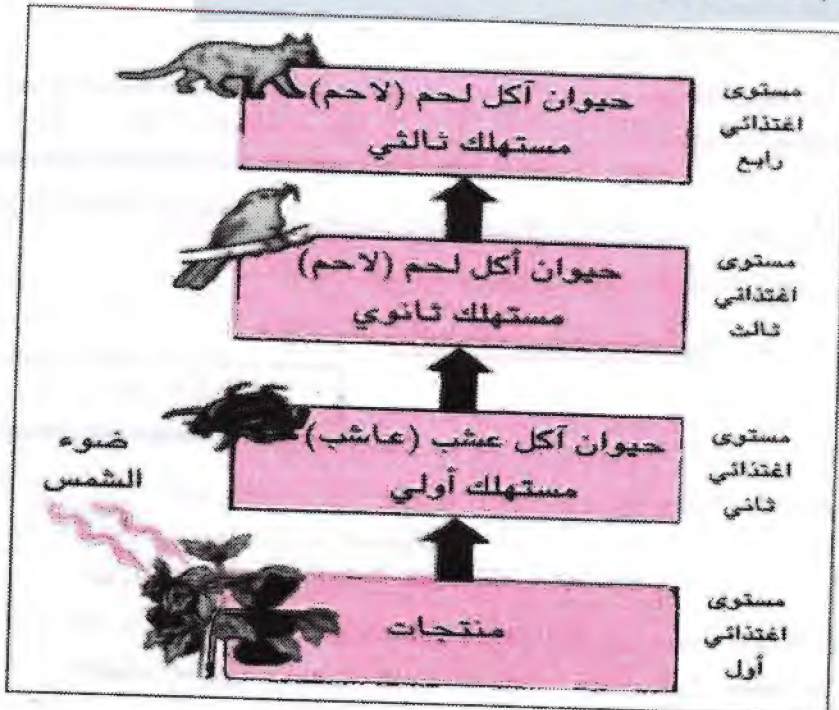 حيوان آكل لحم (لاحم)
مستهلك ثالثي
مستوى
اغتذائي
رابع
حيوان أكل لحم (لاحم)
مستهلك ثانوي
مستوى
اغتذائي
ثالث
حيوان آكل عشب (عاشب)
مستهلك أولي
مستوى
اغتذائي
ثاني
ضوء
الشمس
منتجات
مستوى
اغتذائي
أول